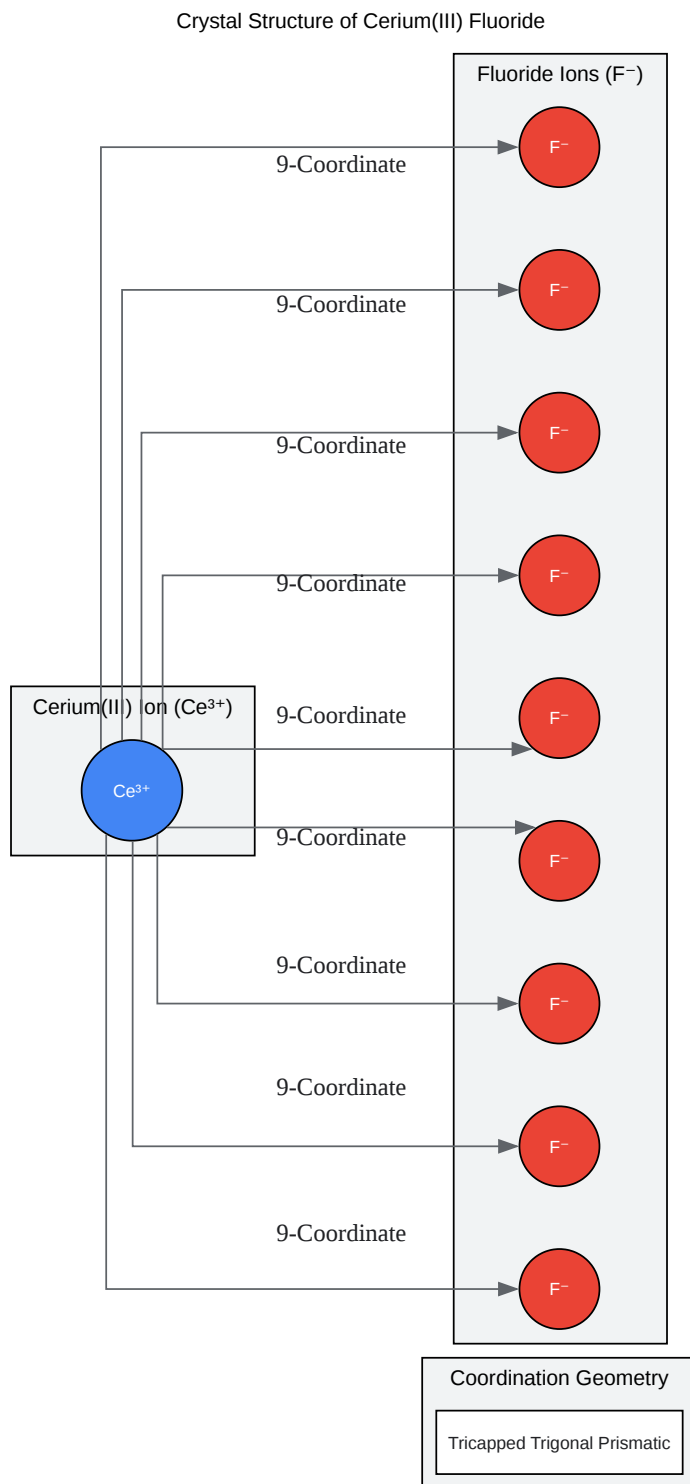 Crystal Structure of Cerium(III) Fluoride
Fluoride Ions (F⁻)
F⁻
9-Coordinate
F⁻
9-Coordinate
F⁻
9-Coordinate
F⁻
9-Coordinate
Cerium(III) Ion (Ce³⁺)
9-Coordinate
F⁻
Ce³⁺
9-Coordinate
F⁻
9-Coordinate
F⁻
9-Coordinate
F⁻
9-Coordinate
F⁻
Coordination Geometry
Tricapped Trigonal Prismatic